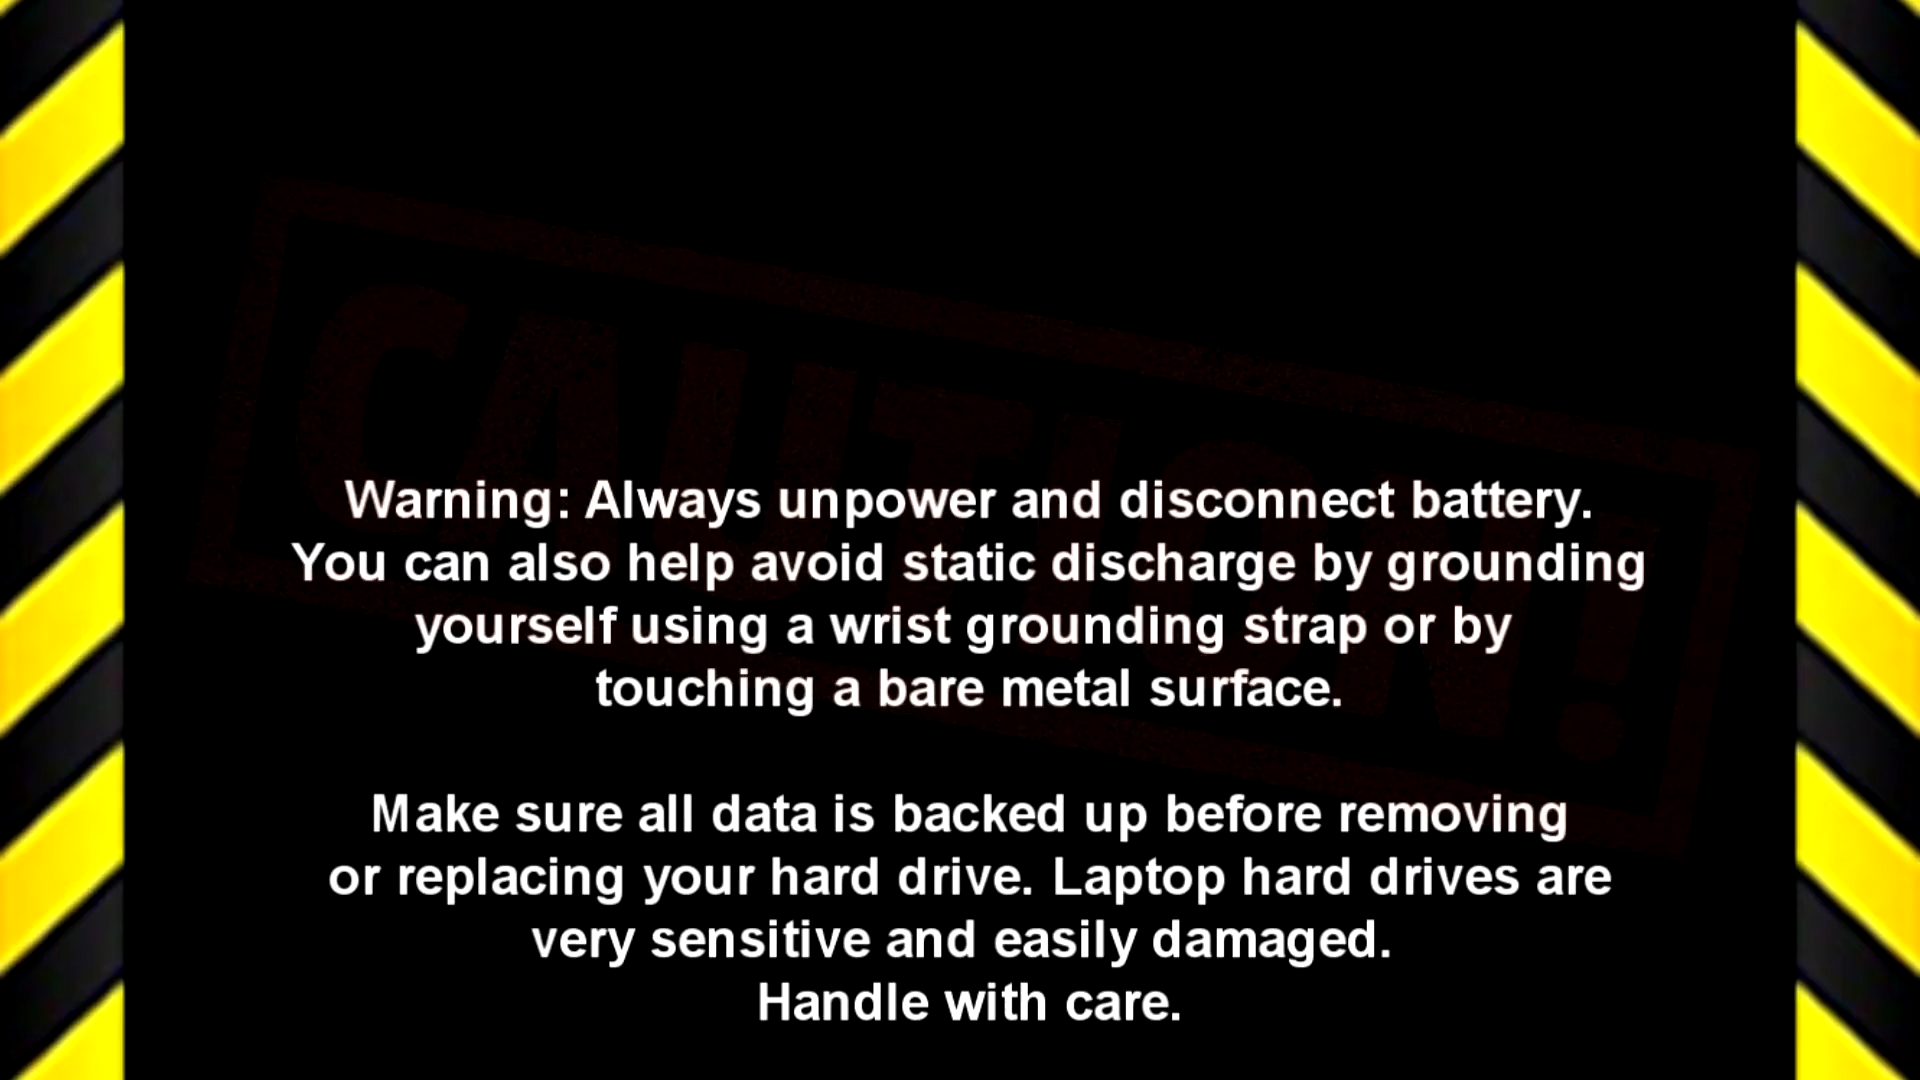 CAUTION!
Warning: Always unpower and disconnect battery.
You can also help avoid static discharge by grounding
yourself using a wrist grounding strap or by
touching a bare metal surface.
Make sure all data is backed up before removing
or replacing your hard drive. Laptop hard drives are
very sensitive and easily damaged.
Handle with care.